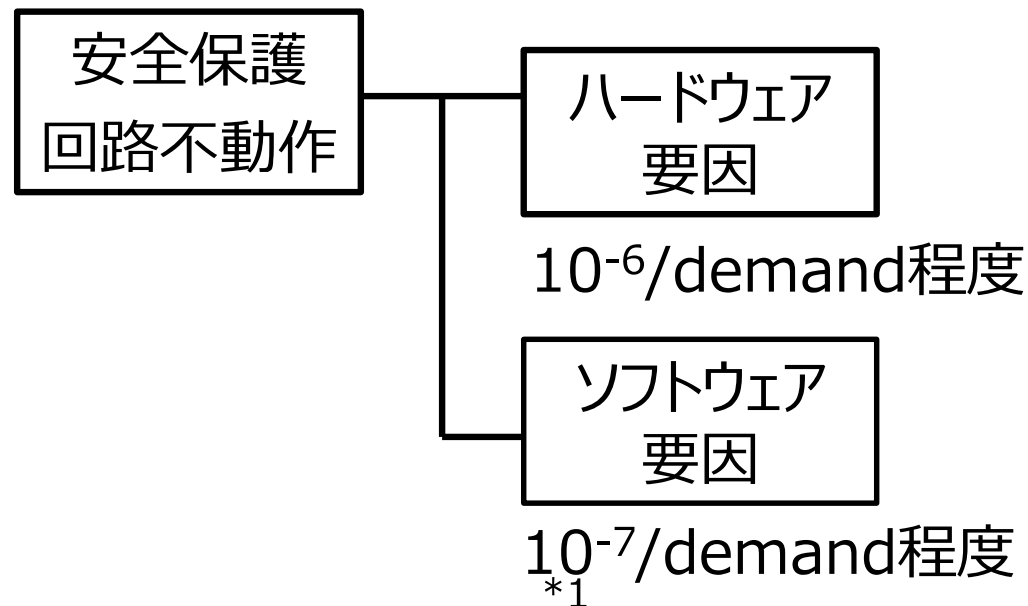 安全保護
回路不動作
ハードウェア
要因
10⁻⁶/demand程度
ソフトウェア
要因
10⁻⁷/demand程度
*1